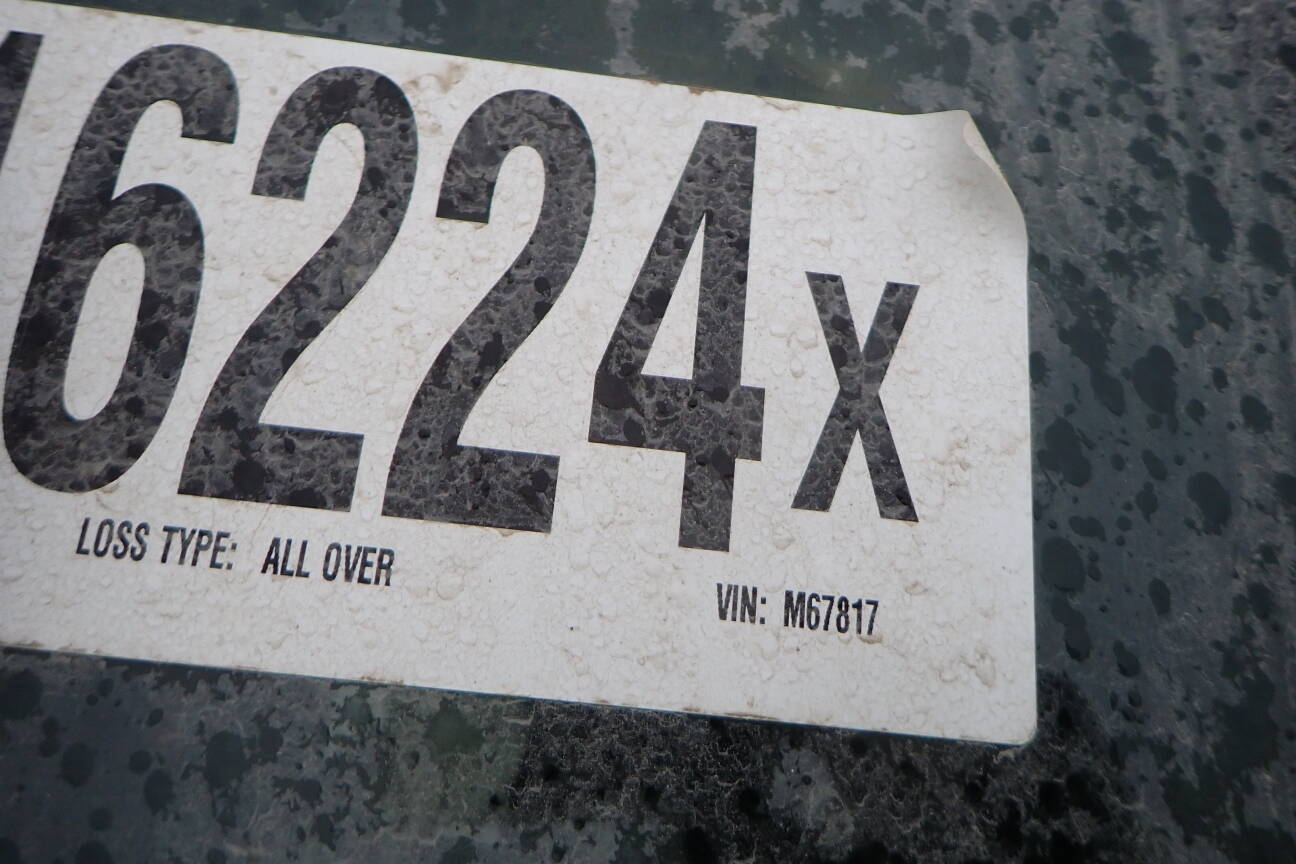 6224X
LOSS TYPE: ALL OVER
VIN: M67817